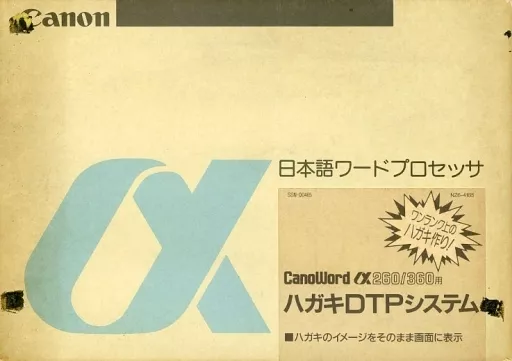 Canon
α
日本語ワードプロセッサ
ワンランク上の
ハガキ作り!
CanoWord α260/360用
ハガキDTPシステム
■ハガキのイメージをそのまま画面に表示